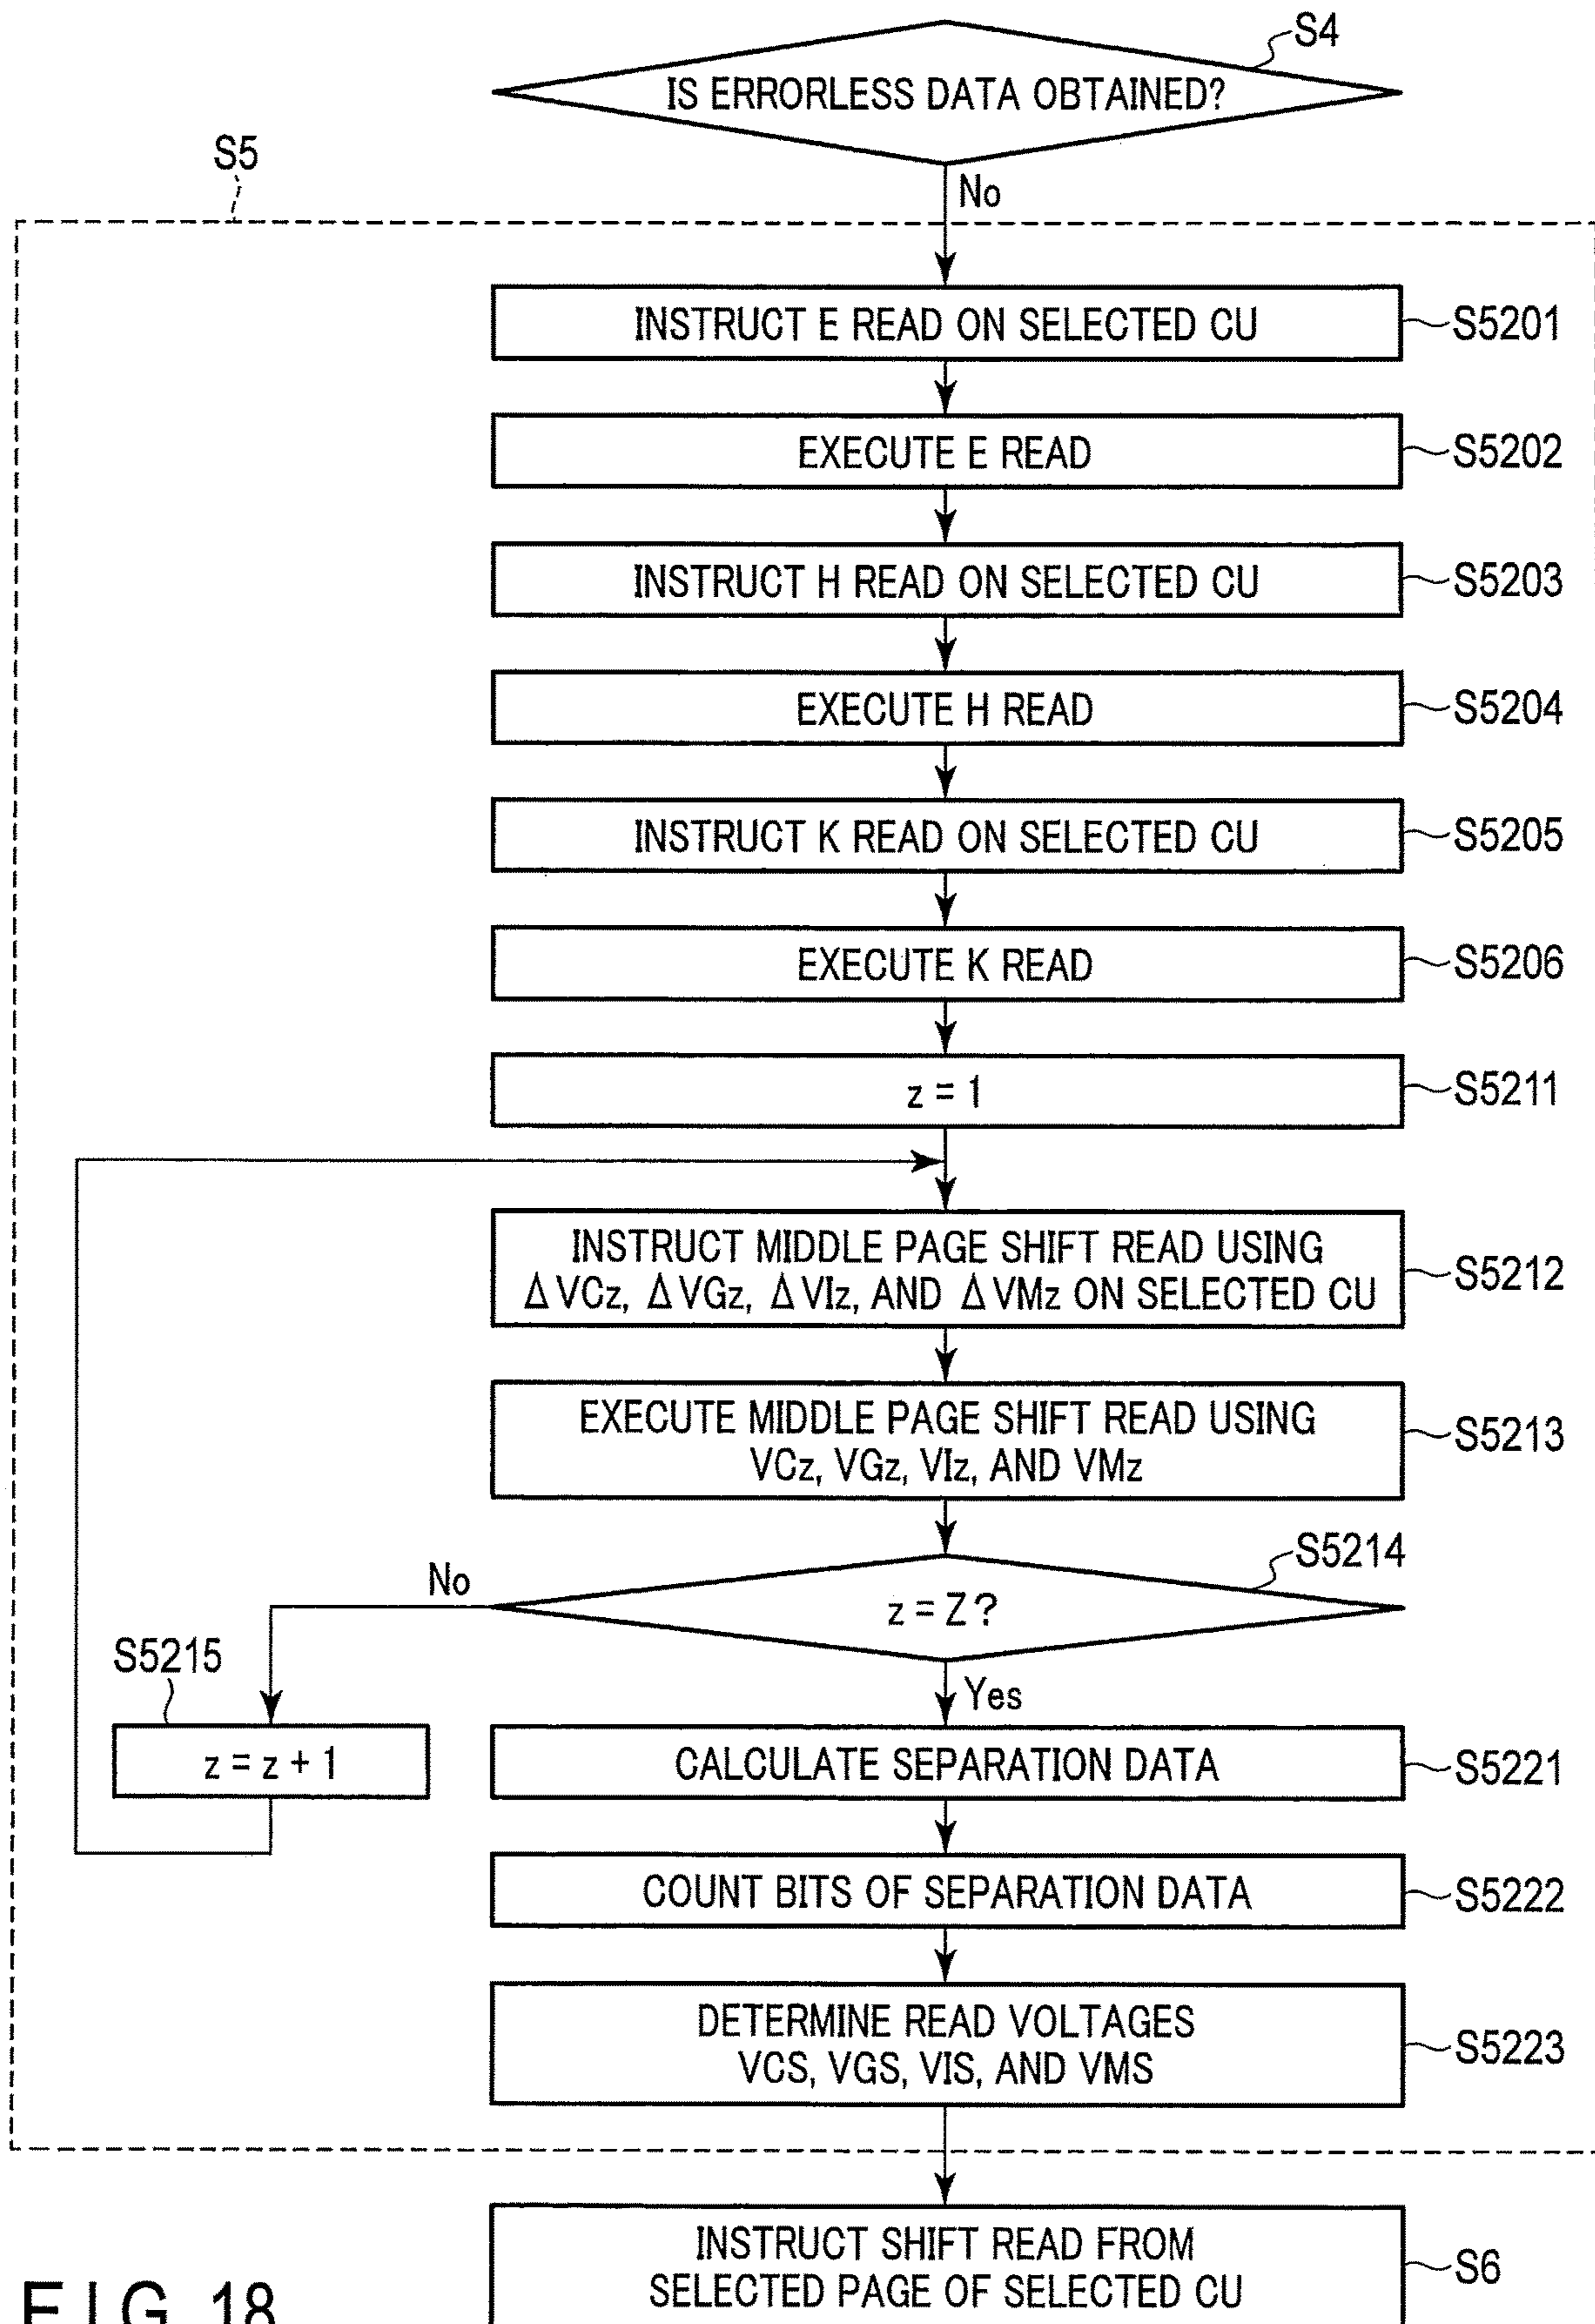 S4
IS ERRORLESS DATA OBTAINED?
S5
No
INSTRUCT E READ ON SELECTED CU
S5201
EXECUTE E READ
S5202
INSTRUCT H READ ON SELECTED CU
S5203
EXECUTE H READ
S5204
INSTRUCT K READ ON SELECTED CU
S5205
EXECUTE K READ
S5206
z = 1
S5211
INSTRUCT MIDDLE PAGE SHIFT READ USING
ΔVCz, ΔVGz, ΔVIz, AND ΔVMz ON SELECTED CU
S5212
EXECUTE MIDDLE PAGE SHIFT READ USING
VCz, VGz, VIz, AND VMz
S5213
S5214
No
z = Z?
S5215
Yes
z = z + 1
CALCULATE SEPARATION DATA
S5221
COUNT BITS OF SEPARATION DATA
S5222
DETERMINE READ VOLTAGES
VCS, VGS, VIS, AND VMS
S5223
INSTRUCT SHIFT READ FROM
SELECTED PAGE OF SELECTED CU
S6
FIG. 18